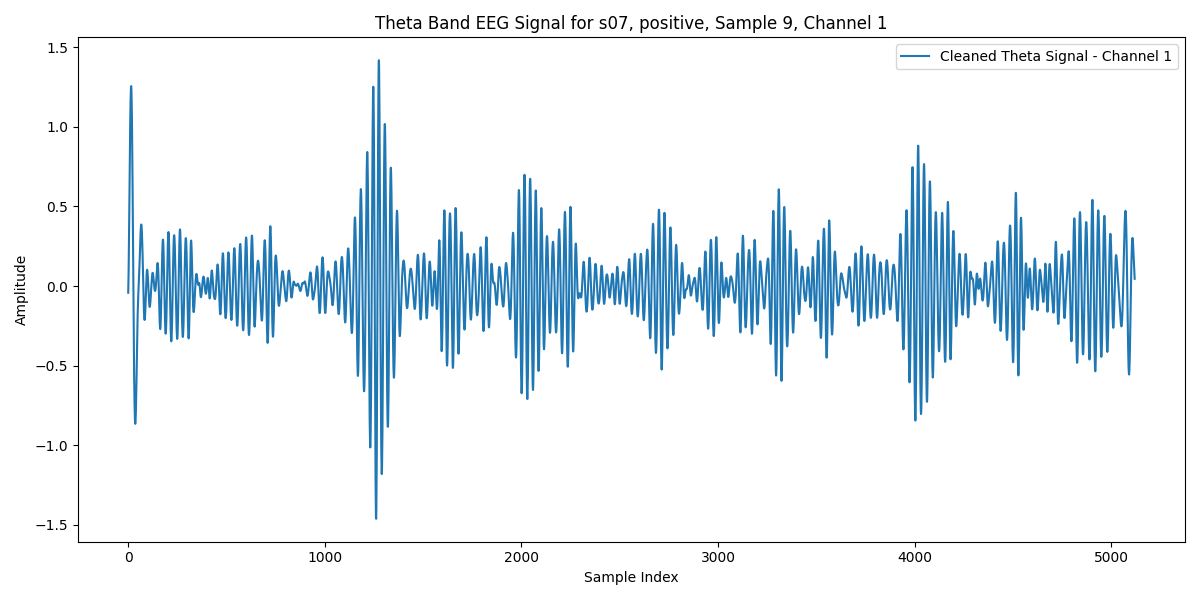 Theta Band EEG Signal for s07, positive, Sample 9, Channel 1
Cleaned Theta Signal - Channel 1
Amplitude
1.5
1.0
0.5
0.0
−0.5
−1.0
−1.5
0 1000 2000 3000 4000 5000
Sample Index